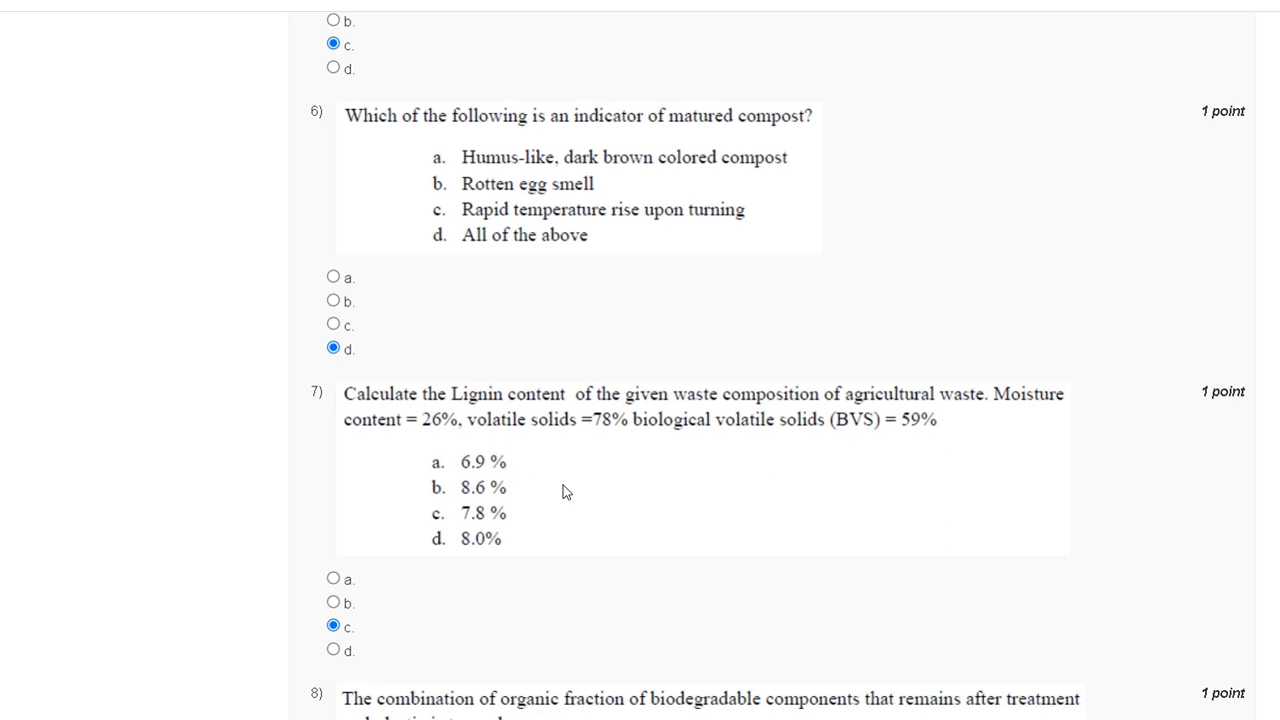 b.
c.
d.
6) Which of the following is an indicator of matured compost? 1 point
a. Humus-like, dark brown colored compost
b. Rotten egg smell
c. Rapid temperature rise upon turning
d. All of the above
a.
b.
c.
d.
7) Calculate the Lignin content of the given waste composition of agricultural waste. Moisture 1 point
content = 26%, volatile solids =78% biological volatile solids (BVS) = 59%
a. 6.9 %
b. 8.6 %
c. 7.8 %
d. 8.0%
a.
b.
c.
d.
8) The combination of organic fraction of biodegradable components that remains after treatment 1 point